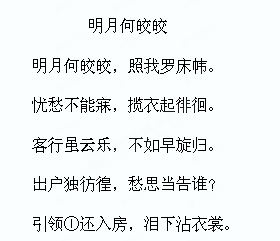 明月何皎皎
明月何皎皎，照我罗床帏。
忧愁不能寐，揽衣起徘徊。
客行虽云乐，不如早旋归。
出户独彷徨，愁思当告谁？
引领①还入房，泪下沾衣裳。